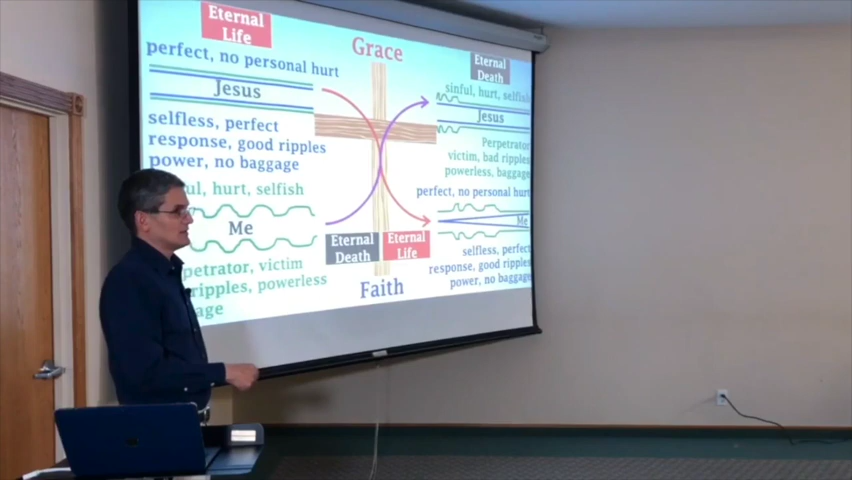 Eternal
Life
perfect, no personal hurt
Jesus
selfless, perfect
response, good ripples
power, no baggage
hurt, selfish
Me
petrator, victim
ripples, powerless
age
Grace
Eternal
Death
Eternal
Life
Faith
Eternal
Death
sinful, hurt, selfish
Jesus
Perpetrator
victim, bad ripples
powerless, baggage
perfect, no personal hurt
Me
selfless, perfect
response, good ripples
power, no baggage